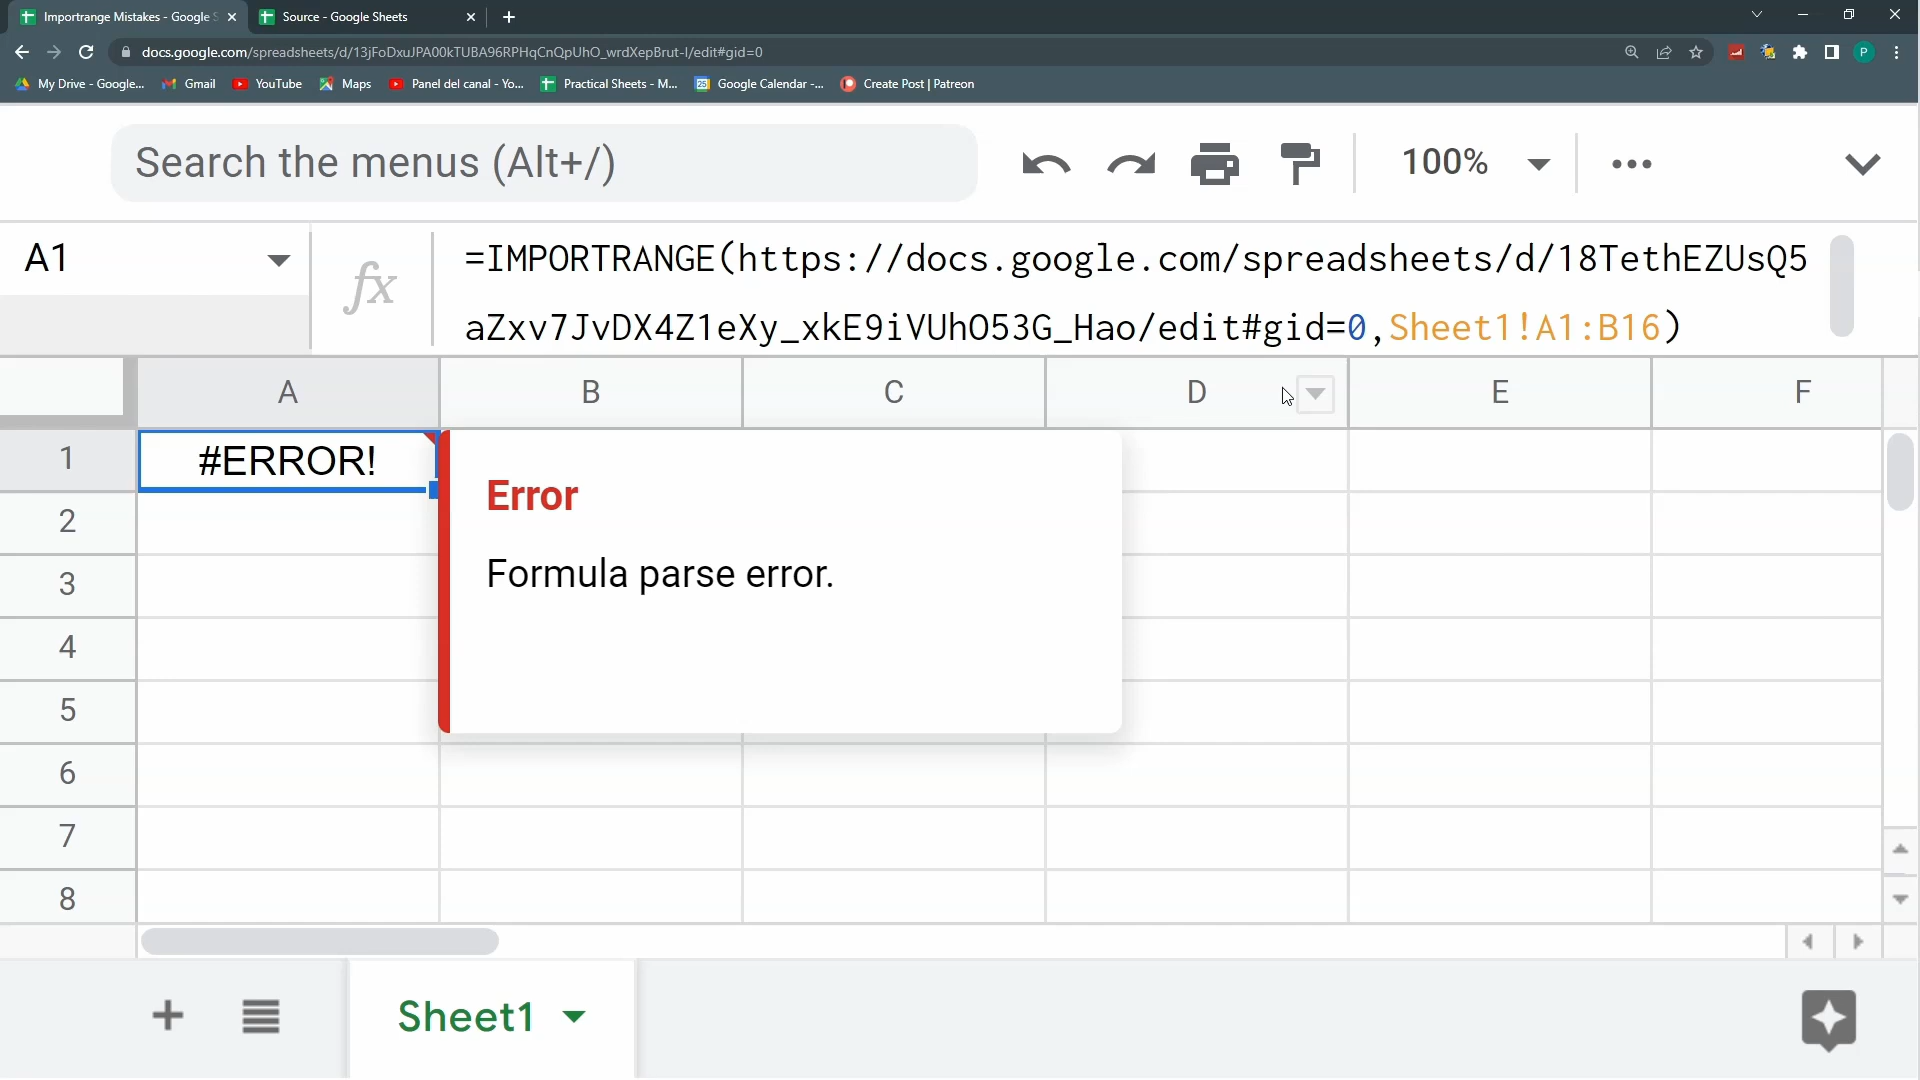 Importrange Mistakes - Google S
Source - Google Sheets
docs.google.com/spreadsheets/d/13jFoDxuJPA00kTUBA96RPHqCnQpUhO_wrdXepBrut-I/edit#gid=0
P
My Drive - Google...
Gmail
YouTube
Maps
Panel del canal - Yo...
Practical Sheets - M...
Google Calendar -...
Create Post | Patreon
Search the menus (Alt+/)
100%
A1
fx
=IMPORTRANGE(https://docs.google.com/spreadsheets/d/18TethEZUsQ5
aZxv7JvDX4Z1eXy_xkE9iVUhO53G_Hao/edit#gid=0,Sheet1!A1:B16)
A B C D E F
1 #ERROR!
Error
2
Formula parse error.
3
4
5
6
7
8
Sheet1